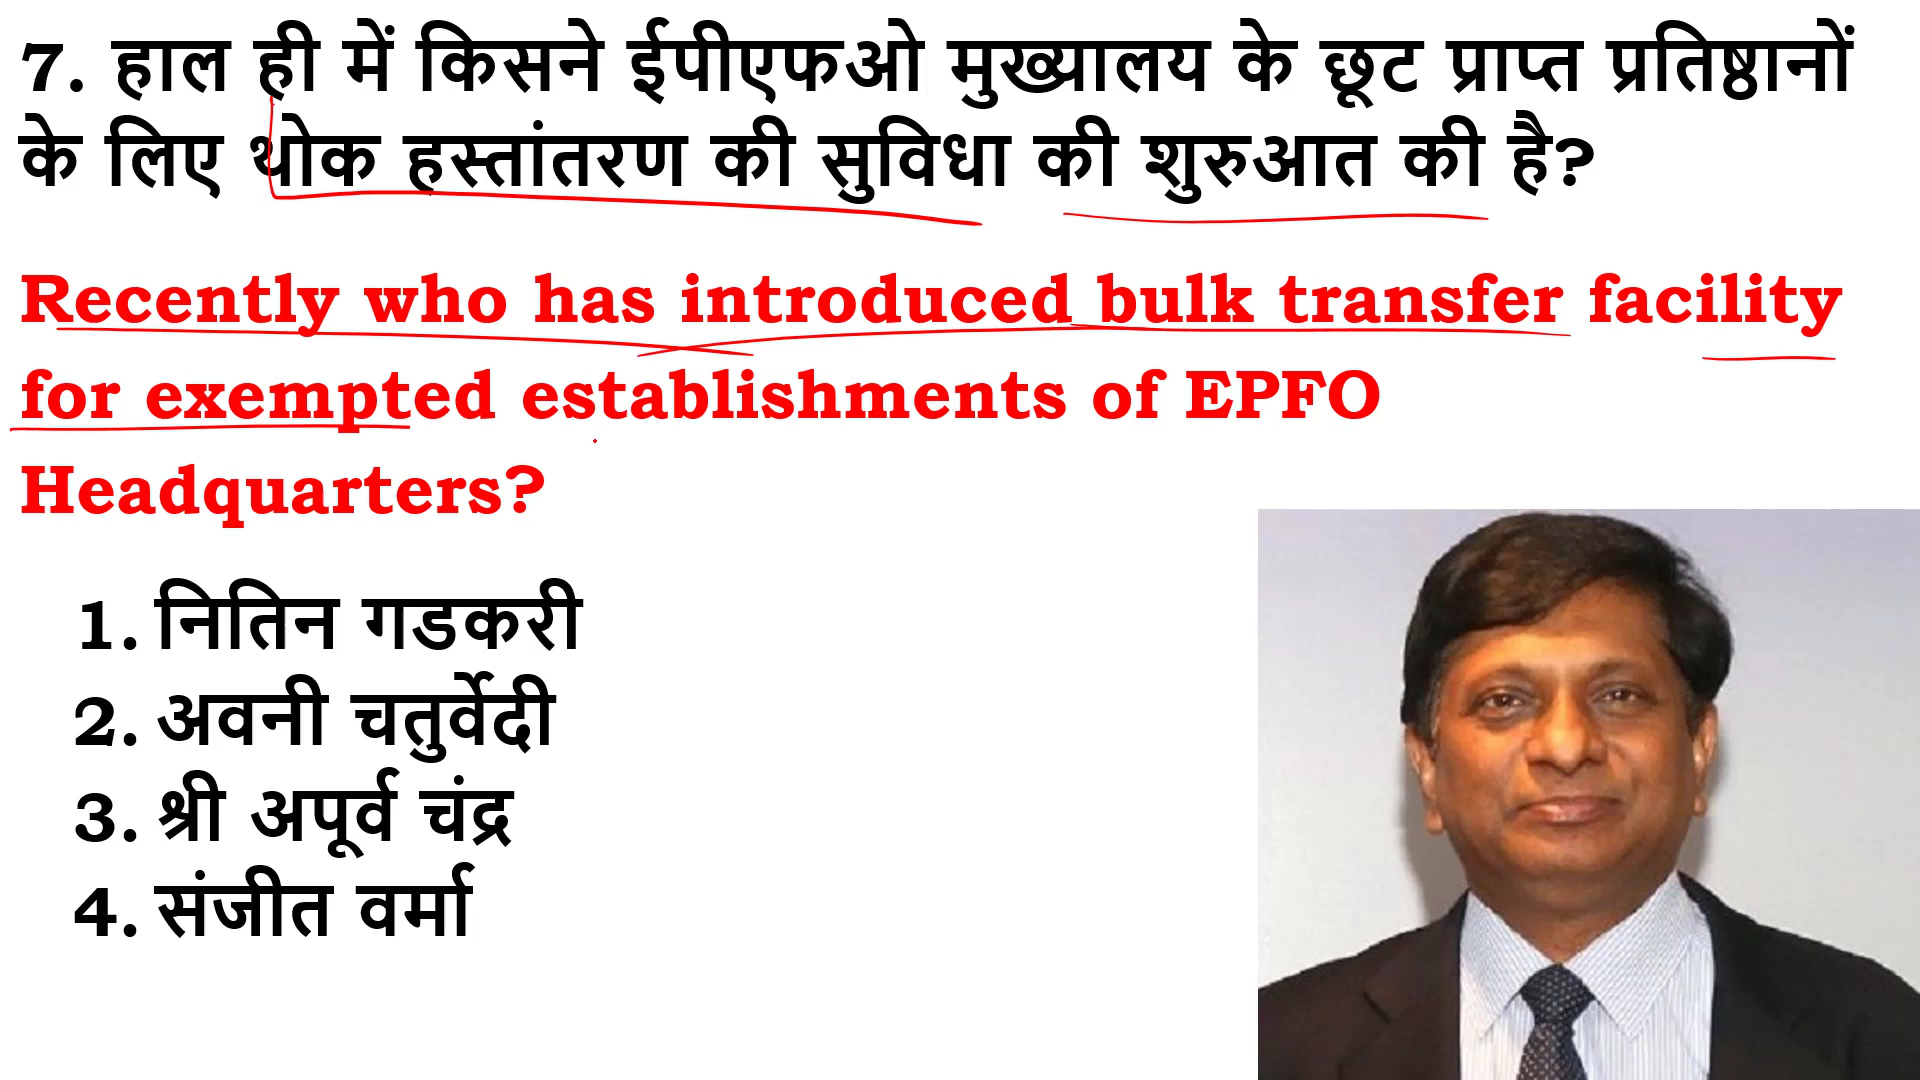 7. हाल ही में किसने ईपीएफओ मुख्यालय के छूट प्राप्त प्रतिष्ठानों
के लिए थोक हस्तांतरण की सुविधा की शुरुआत की है?
Recently who has introduced bulk transfer facility
for exempted establishments of EPFO
Headquarters?
1. नितिन गडकरी
2. अवनी चतुर्वेदी
3. श्री अपूर्व चंद्र
4. संजीत वर्मा